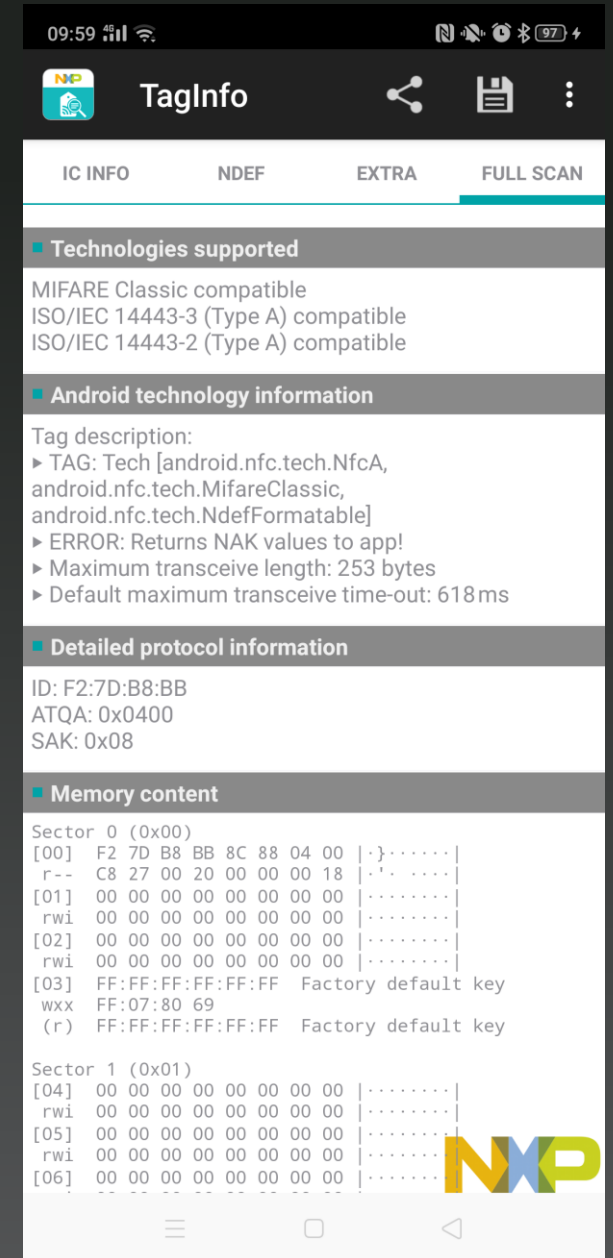 09:59 4G
97
NXP
TagInfo
IC INFO NDEF EXTRA FULL SCAN
Technologies supported
MIFARE Classic compatible
ISO/IEC 14443-3 (Type A) compatible
ISO/IEC 14443-2 (Type A) compatible
Android technology information
Tag description:
▸ TAG: Tech [android.nfc.tech.NfcA,
android.nfc.tech.MifareClassic,
android.nfc.tech.NdefFormatable]
▸ ERROR: Returns NAK values to app!
▸ Maximum transceive length: 253 bytes
▸ Default maximum transceive time-out: 618 ms
Detailed protocol information
ID: F2:7D:B8:BB
ATQA: 0x0400
SAK: 0x08
Memory content
Sector 0 (0x00)
[00] F2 7D B8 BB 8C 88 04 00 |·}······|
r-- C8 27 00 20 00 00 00 18 |·'· ····|
[01] 00 00 00 00 00 00 00 00 |········|
rwi 00 00 00 00 00 00 00 00 |········|
[02] 00 00 00 00 00 00 00 00 |········|
rwi 00 00 00 00 00 00 00 00 |········|
[03] FF:FF:FF:FF:FF:FF Factory default key
wxx FF:07:80 69
(r) FF:FF:FF:FF:FF:FF Factory default key
Sector 1 (0x01)
[04] 00 00 00 00 00 00 00 00 |········|
rwi 00 00 00 00 00 00 00 00 |········|
[05] 00 00 00 00 00 00 00 00 |········|
rwi 00 00 00 00 00 00 00 00 |········|
[06] 00 00 00 00 00 00 00 00 |········|
NXP